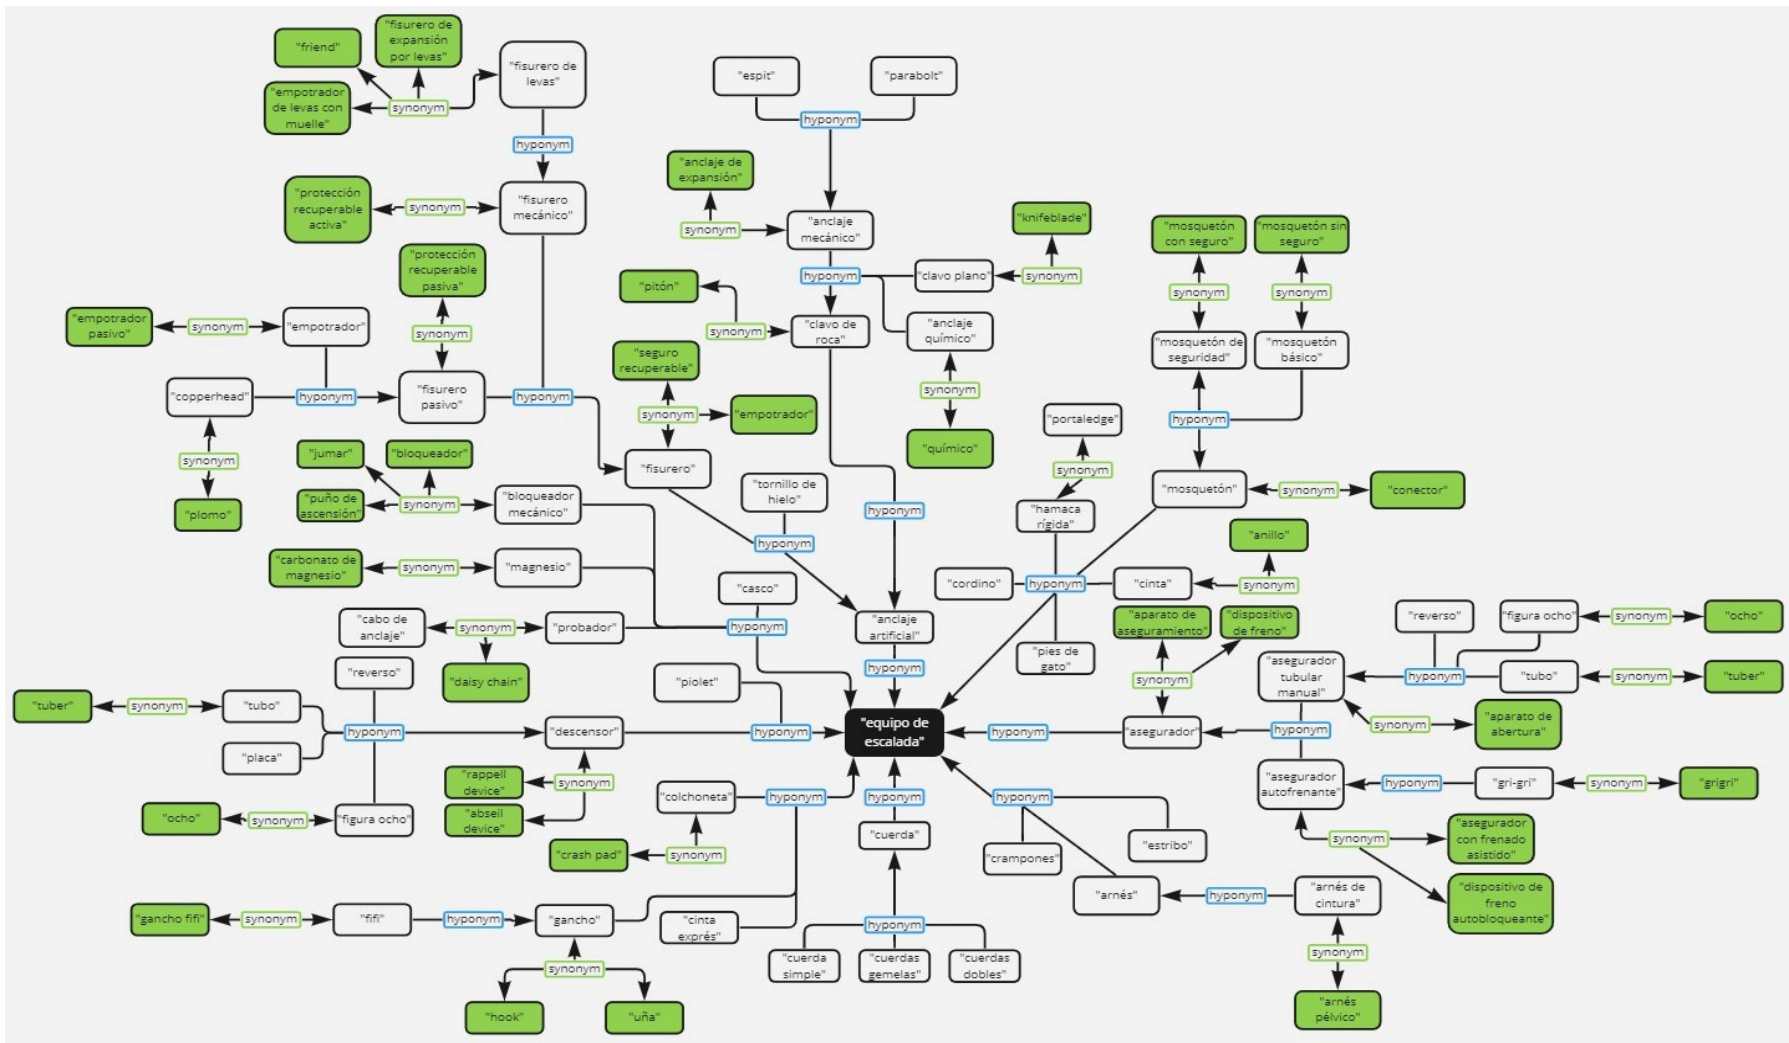 "friend"
"fisurero de
expansión
por levas"
"fisurero de
levas"
"empotrador
de levas con
muelle"
synonym
hyponym
"espit"
"parabolt"
hyponym
"protección
recuperable
activa"
synonym
"fisurero
mecánico"
"anclaje de
expansión"
synonym
"anclaje
mecánico"
"knifeblade"
"mosquetón
con seguro"
"mosquetón sin
seguro"
"protección
recuperable
pasiva"
"pitón"
hyponym
"clavo plano"
synonym
synonym
synonym
"empotrador
pasivo"
synonym
"empotrador"
synonym
synonym
"clavo de
roca"
"anclaje
químico"
"mosquetón de
seguridad"
"mosquetón
básico"
"seguro
recuperable"
"copperhead"
hyponym
"fisurero
pasivo"
hyponym
synonym
synonym
"empotrador"
"portaledge"
hyponym
"jumar"
"bloqueador"
"químico"
synonym
"fisurero"
synonym
"plomo"
"puño de
ascensión"
synonym
"bloqueador
mecánico"
"tornillo de
hielo"
hyponym
"hamaca
rígida"
"mosquetón"
synonym
"conector"
hyponym
"anillo"
"carbonato de
magnesio"
synonym
"magnesio"
"casco"
"cordino"
hyponym
"cinta"
synonym
"cabo de
anclaje"
synonym
"probador"
hyponym
"anclaje
artificial"
"aparato de
aseguramiento"
"dispositivo
de freno"
"reverso"
"figura ocho"
synonym
"ocho"
"reverso"
"daisy chain"
"piolet"
hyponym
"pies de
gato"
synonym
"asegurador
tubular
manual"
hyponym
"tubo"
synonym
"tuber"
"tuber"
synonym
"tubo"
hyponym
"descensor"
hyponym
"equipo de
escalada"
hyponym
"asegurador"
hyponym
synonym
"aparato de
abertura"
"placa"
"rappell
device"
synonym
"asegurador
autofrenante"
hyponym
"gri-gri"
synonym
"grigri"
"colchoneta"
hyponym
hyponym
hyponym
"ocho"
synonym
"figura ocho"
"abseil
device"
"crash pad"
synonym
"cuerda"
"crampones"
"estribo"
synonym
"asegurador
con frenado
asistido"
"arnés"
hyponym
"arnés de
cintura"
"dispositivo de
freno
autobloqueante"
"gancho fifi"
synonym
"fifi"
hyponym
"gancho"
"cinta
exprés"
hyponym
synonym
"cuerda
simple"
"cuerdas
gemelas"
"cuerdas
dobles"
synonym
"hook"
"uña"
"arnés
pélvico"